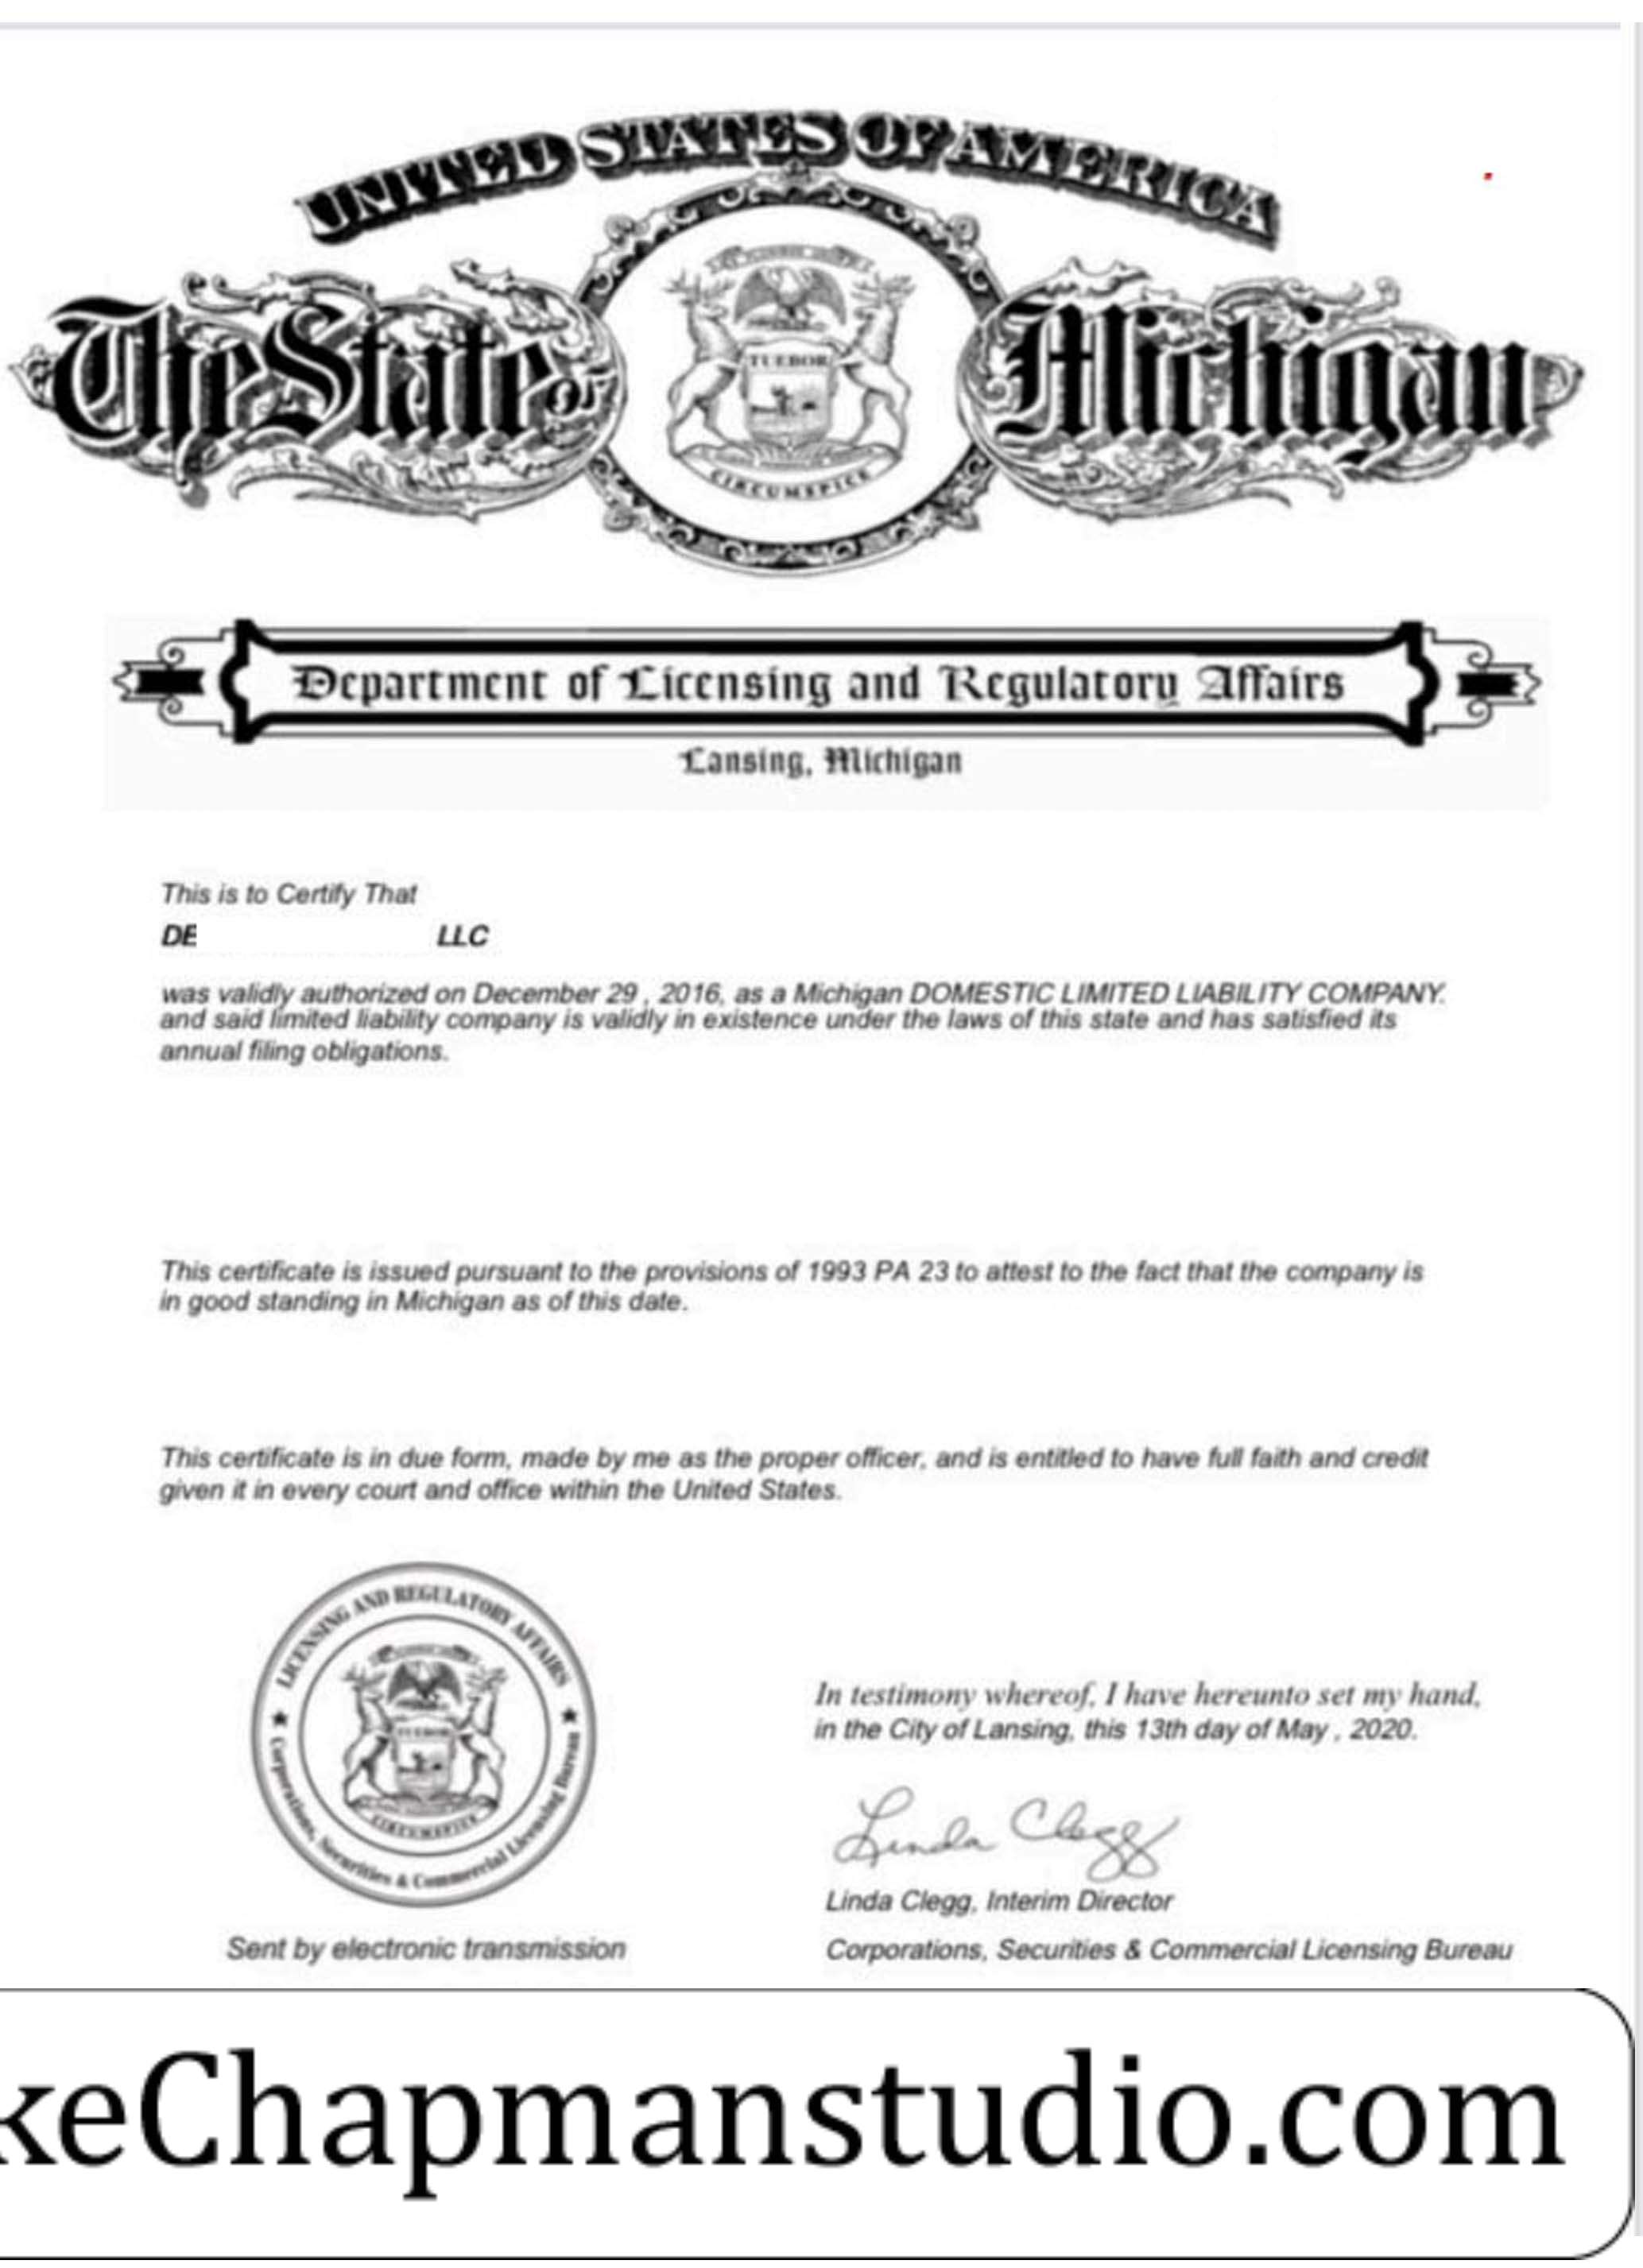 UNITED STATES OF AMERICA
The State of Michigan
TUEBOR
CIRCUMSPICE
Department of Licensing and Regulatory Affairs
Lansing, Michigan
This is to Certify That
DE LLC
was validly authorized on December 29 , 2016, as a Michigan DOMESTIC LIMITED LIABILITY COMPANY.
and said limited liability company is validly in existence under the laws of this state and has satisfied its
annual filing obligations.
This certificate is issued pursuant to the provisions of 1993 PA 23 to attest to the fact that the company is
in good standing in Michigan as of this date.
This certificate is in due form, made by me as the proper officer, and is entitled to have full faith and credit
given it in every court and office within the United States.
LICENSING AND REGULATORY AFFAIRS
TUEBOR
CIRCUMSPICE
Corporations, Securities & Commercial Licensing Bureau
In testimony whereof, I have hereunto set my hand,
in the City of Lansing, this 13th day of May , 2020.
Linda Clegg
Linda Clegg, Interim Director
Sent by electronic transmission
Corporations, Securities & Commercial Licensing Bureau
keChapmanstudio.com